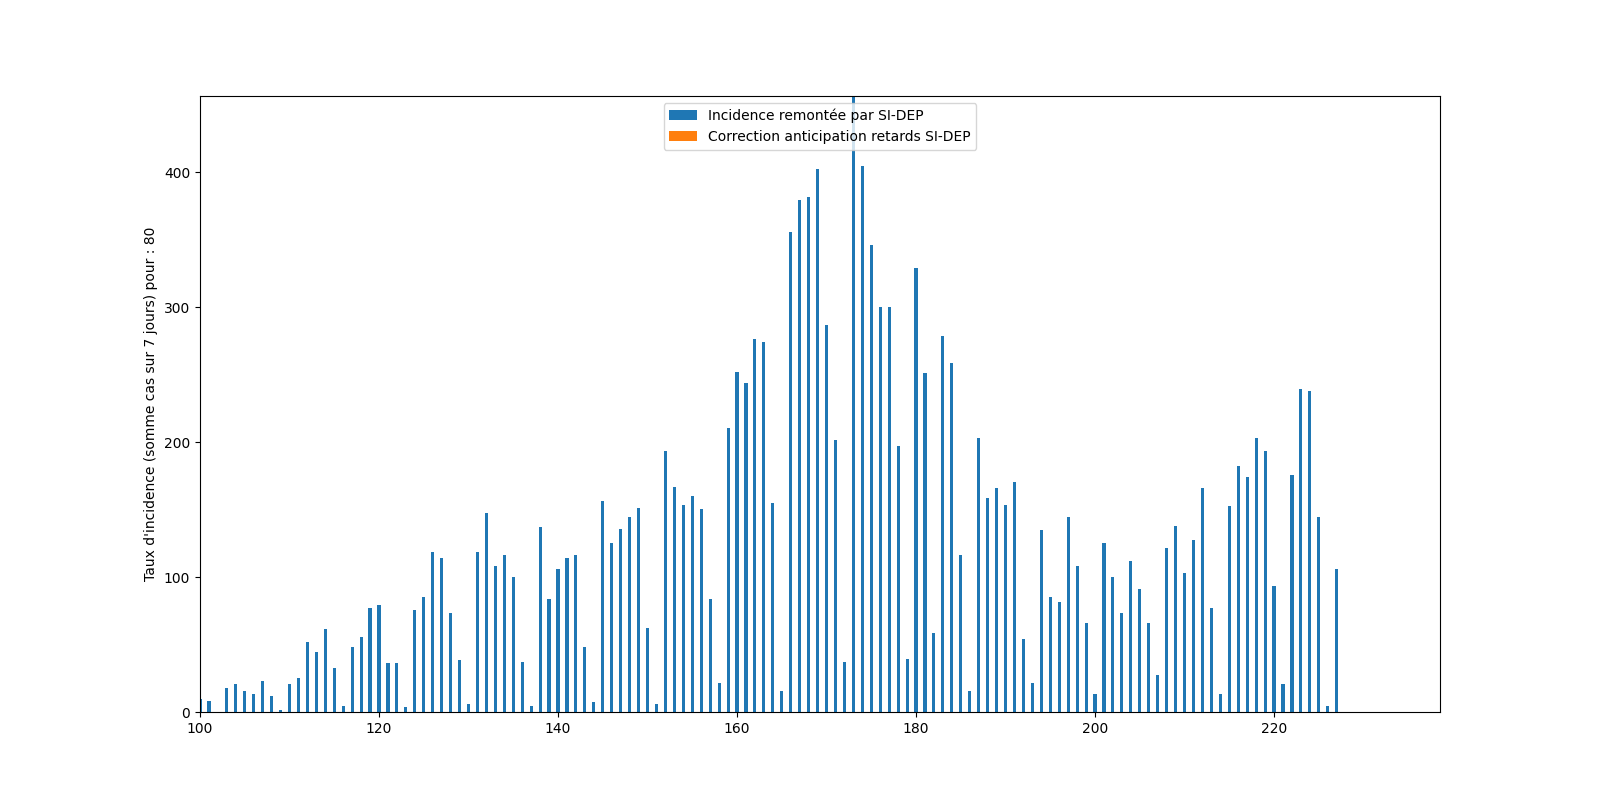 Incidence remontée par SI-DEP
Correction anticipation retards SI-DEP
Taux d'incidence (somme cas sur 7 jours) pour : 80
400
300
200
100
0
100 120 140 160 180 200 220